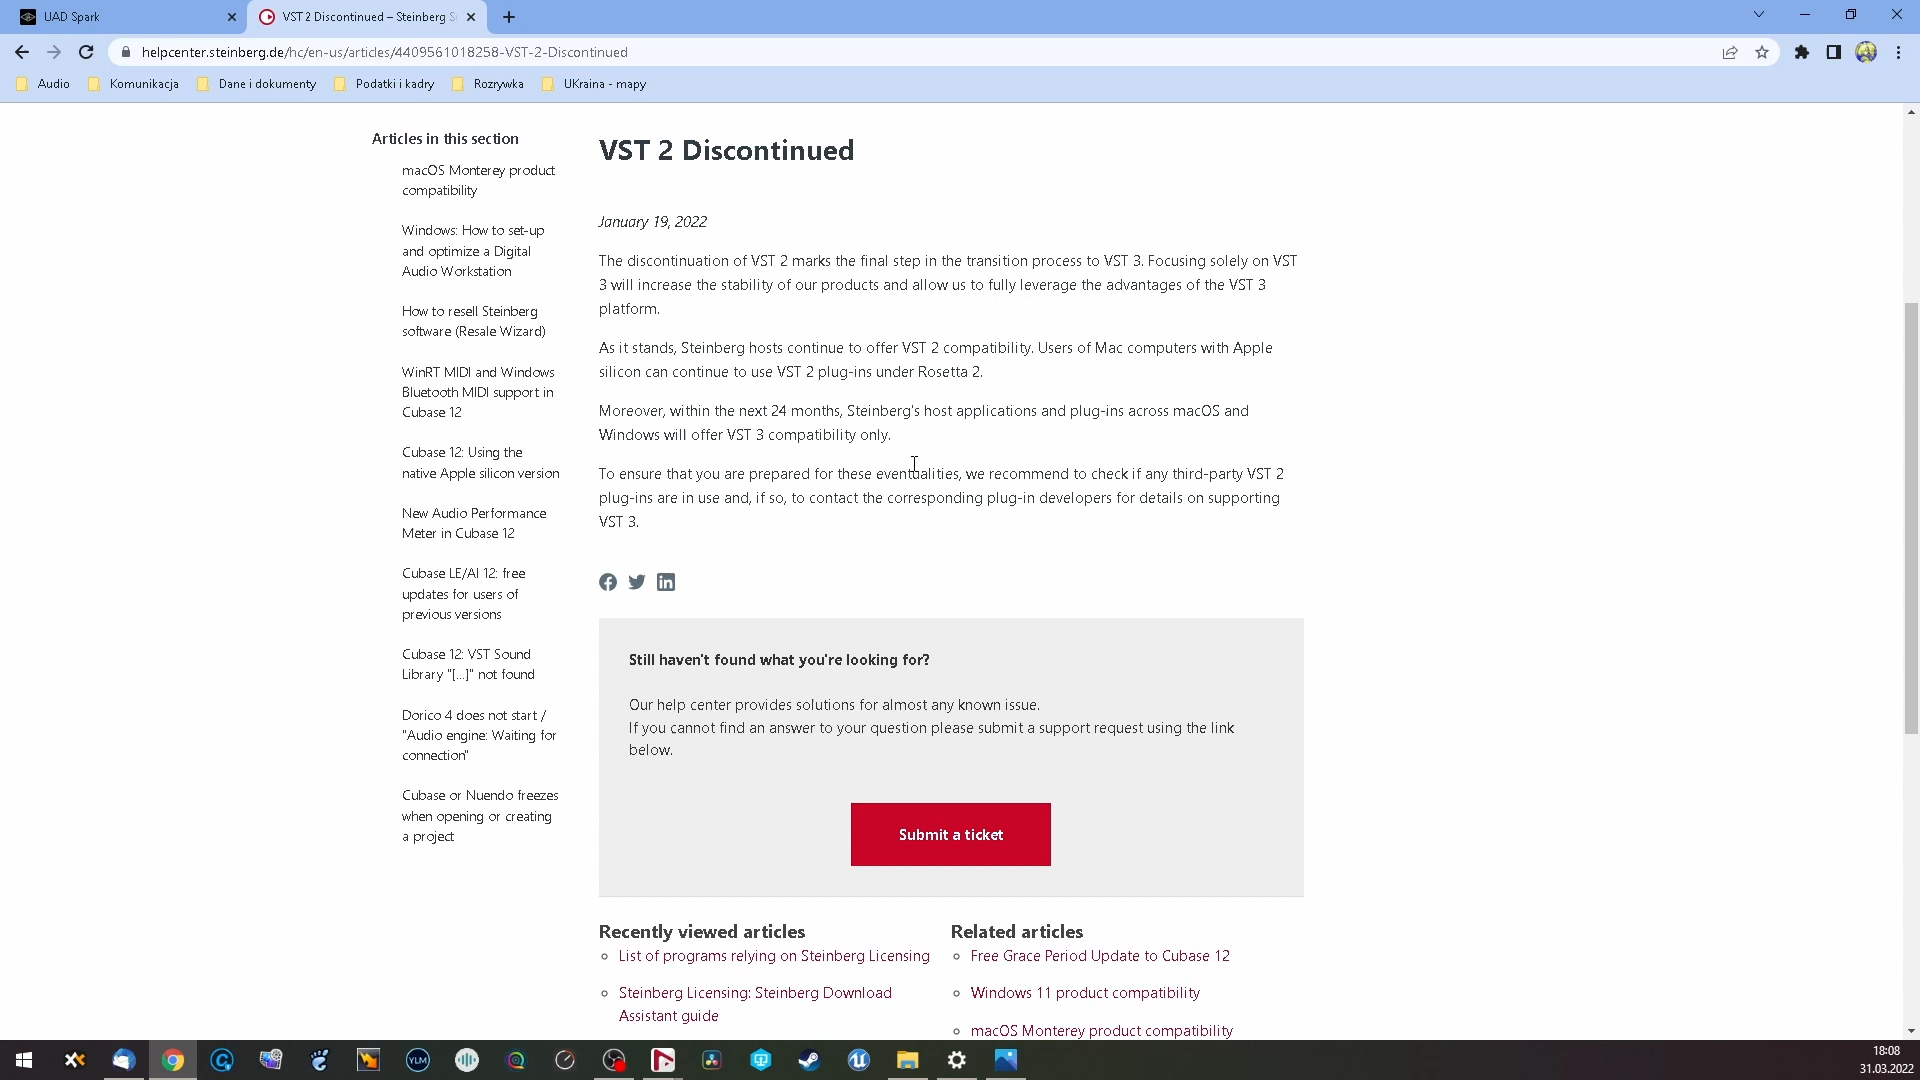 UAD Spark
VST 2 Discontinued – Steinberg S
helpcenter.steinberg.de/hc/en-us/articles/4409561018258-VST-2-Discontinued
Audio
Komunikacja
Dane i dokumenty
Podatki i kadry
Rozrywka
UKraina - mapy
Articles in this section
macOS Monterey product
compatibility
Windows: How to set-up
and optimize a Digital
Audio Workstation
How to resell Steinberg
software (Resale Wizard)
WinRT MIDI and Windows
Bluetooth MIDI support in
Cubase 12
Cubase 12: Using the
native Apple silicon version
New Audio Performance
Meter in Cubase 12
Cubase LE/AI 12: free
updates for users of
previous versions
Cubase 12: VST Sound
Library "[...]" not found
Dorico 4 does not start /
"Audio engine: Waiting for
connection"
Cubase or Nuendo freezes
when opening or creating
a project
VST 2 Discontinued
January 19, 2022
The discontinuation of VST 2 marks the final step in the transition process to VST 3. Focusing solely on VST
3 will increase the stability of our products and allow us to fully leverage the advantages of the VST 3
platform.
As it stands, Steinberg hosts continue to offer VST 2 compatibility. Users of Mac computers with Apple
silicon can continue to use VST 2 plug-ins under Rosetta 2.
Moreover, within the next 24 months, Steinberg's host applications and plug-ins across macOS and
Windows will offer VST 3 compatibility only.
To ensure that you are prepared for these eventualities, we recommend to check if any third-party VST 2
plug-ins are in use and, if so, to contact the corresponding plug-in developers for details on supporting
VST 3.
Still haven't found what you're looking for?
Our help center provides solutions for almost any known issue.
If you cannot find an answer to your question please submit a support request using the link
below.
Submit a ticket
Recently viewed articles
List of programs relying on Steinberg Licensing
Steinberg Licensing: Steinberg Download
Assistant guide
Related articles
Free Grace Period Update to Cubase 12
Windows 11 product compatibility
macOS Monterey product compatibility
YLM
18:08
31.03.2022